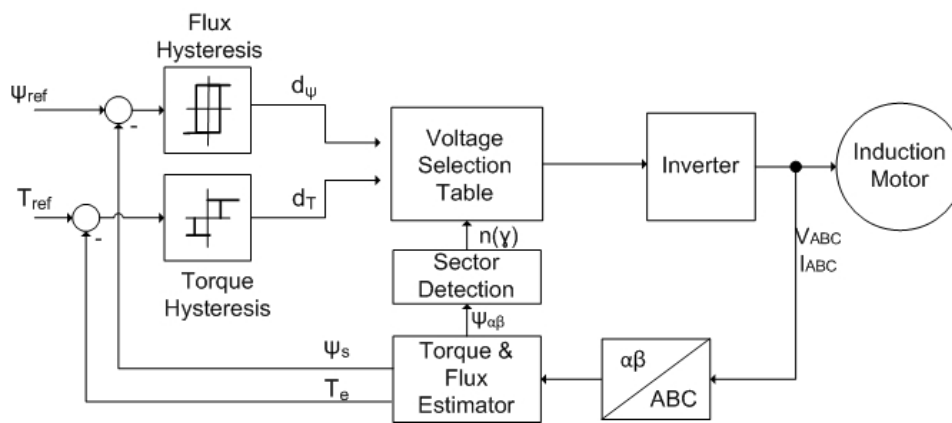 Flux
Hysteresis
Ψref
-
dψ
Voltage
Selection
Table
Inverter
Induction
Motor
Tref
-
dT
Torque
Hysteresis
n(ɣ)
Sector
Detection
VABC
IABC
Ψαβ
Ψs
Te
Torque &
Flux
Estimator
αβ
ABC